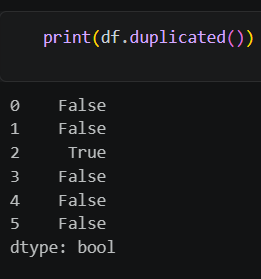 print(df.duplicated())
0    False
1    False
2     True
3    False
4    False
5    False
dtype: bool